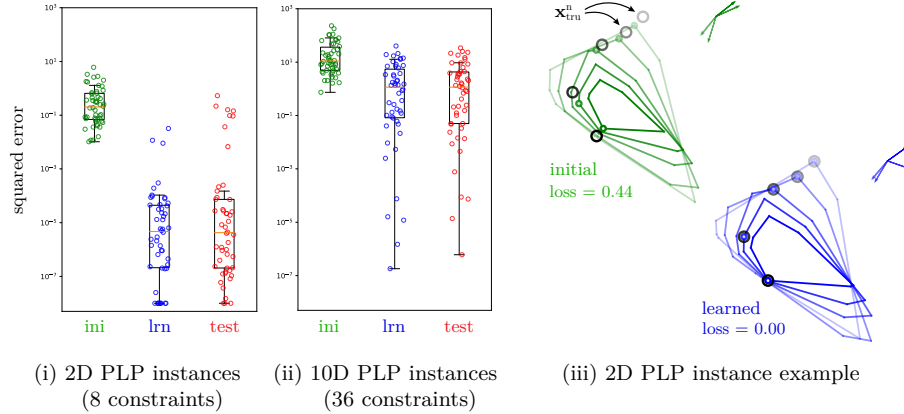 squared error
10^3
10^1
10^-1
10^-3
10^-5
10^-7
ini lrn test
10^3
10^1
10^-1
10^-3
10^-5
10^-7
ini lrn test
x^n_tru
initial
loss = 0.44
learned
loss = 0.00
(i) 2D PLP instances
(8 constraints)
(ii) 10D PLP instances
(36 constraints)
(iii) 2D PLP instance example